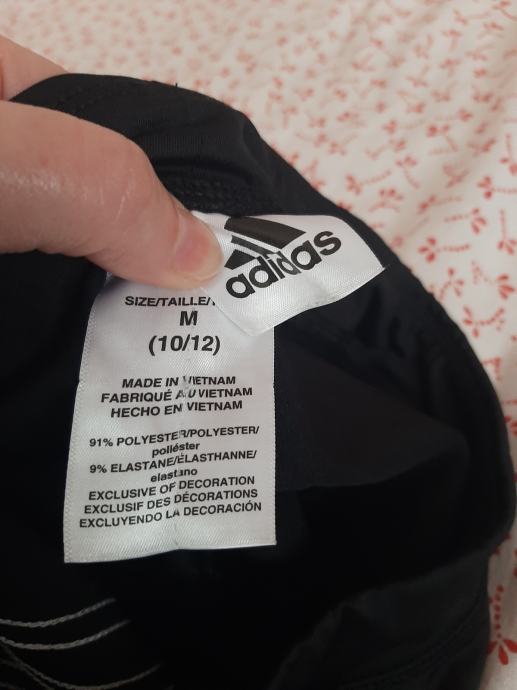 adidas
SIZE/TAILLE/
M
(10/12)
MADE IN VIETNAM
FABRIQUÉ AU VIETNAM
HECHO EN VIETNAM
91% POLYESTER/POLYESTER/
poliéster
9% ELASTANE/ÉLASTHANNE/
elastano
EXCLUSIVE OF DECORATION
EXCLUSIF DES DÉCORATIONS
EXCLUYENDO LA DECORACIÓN